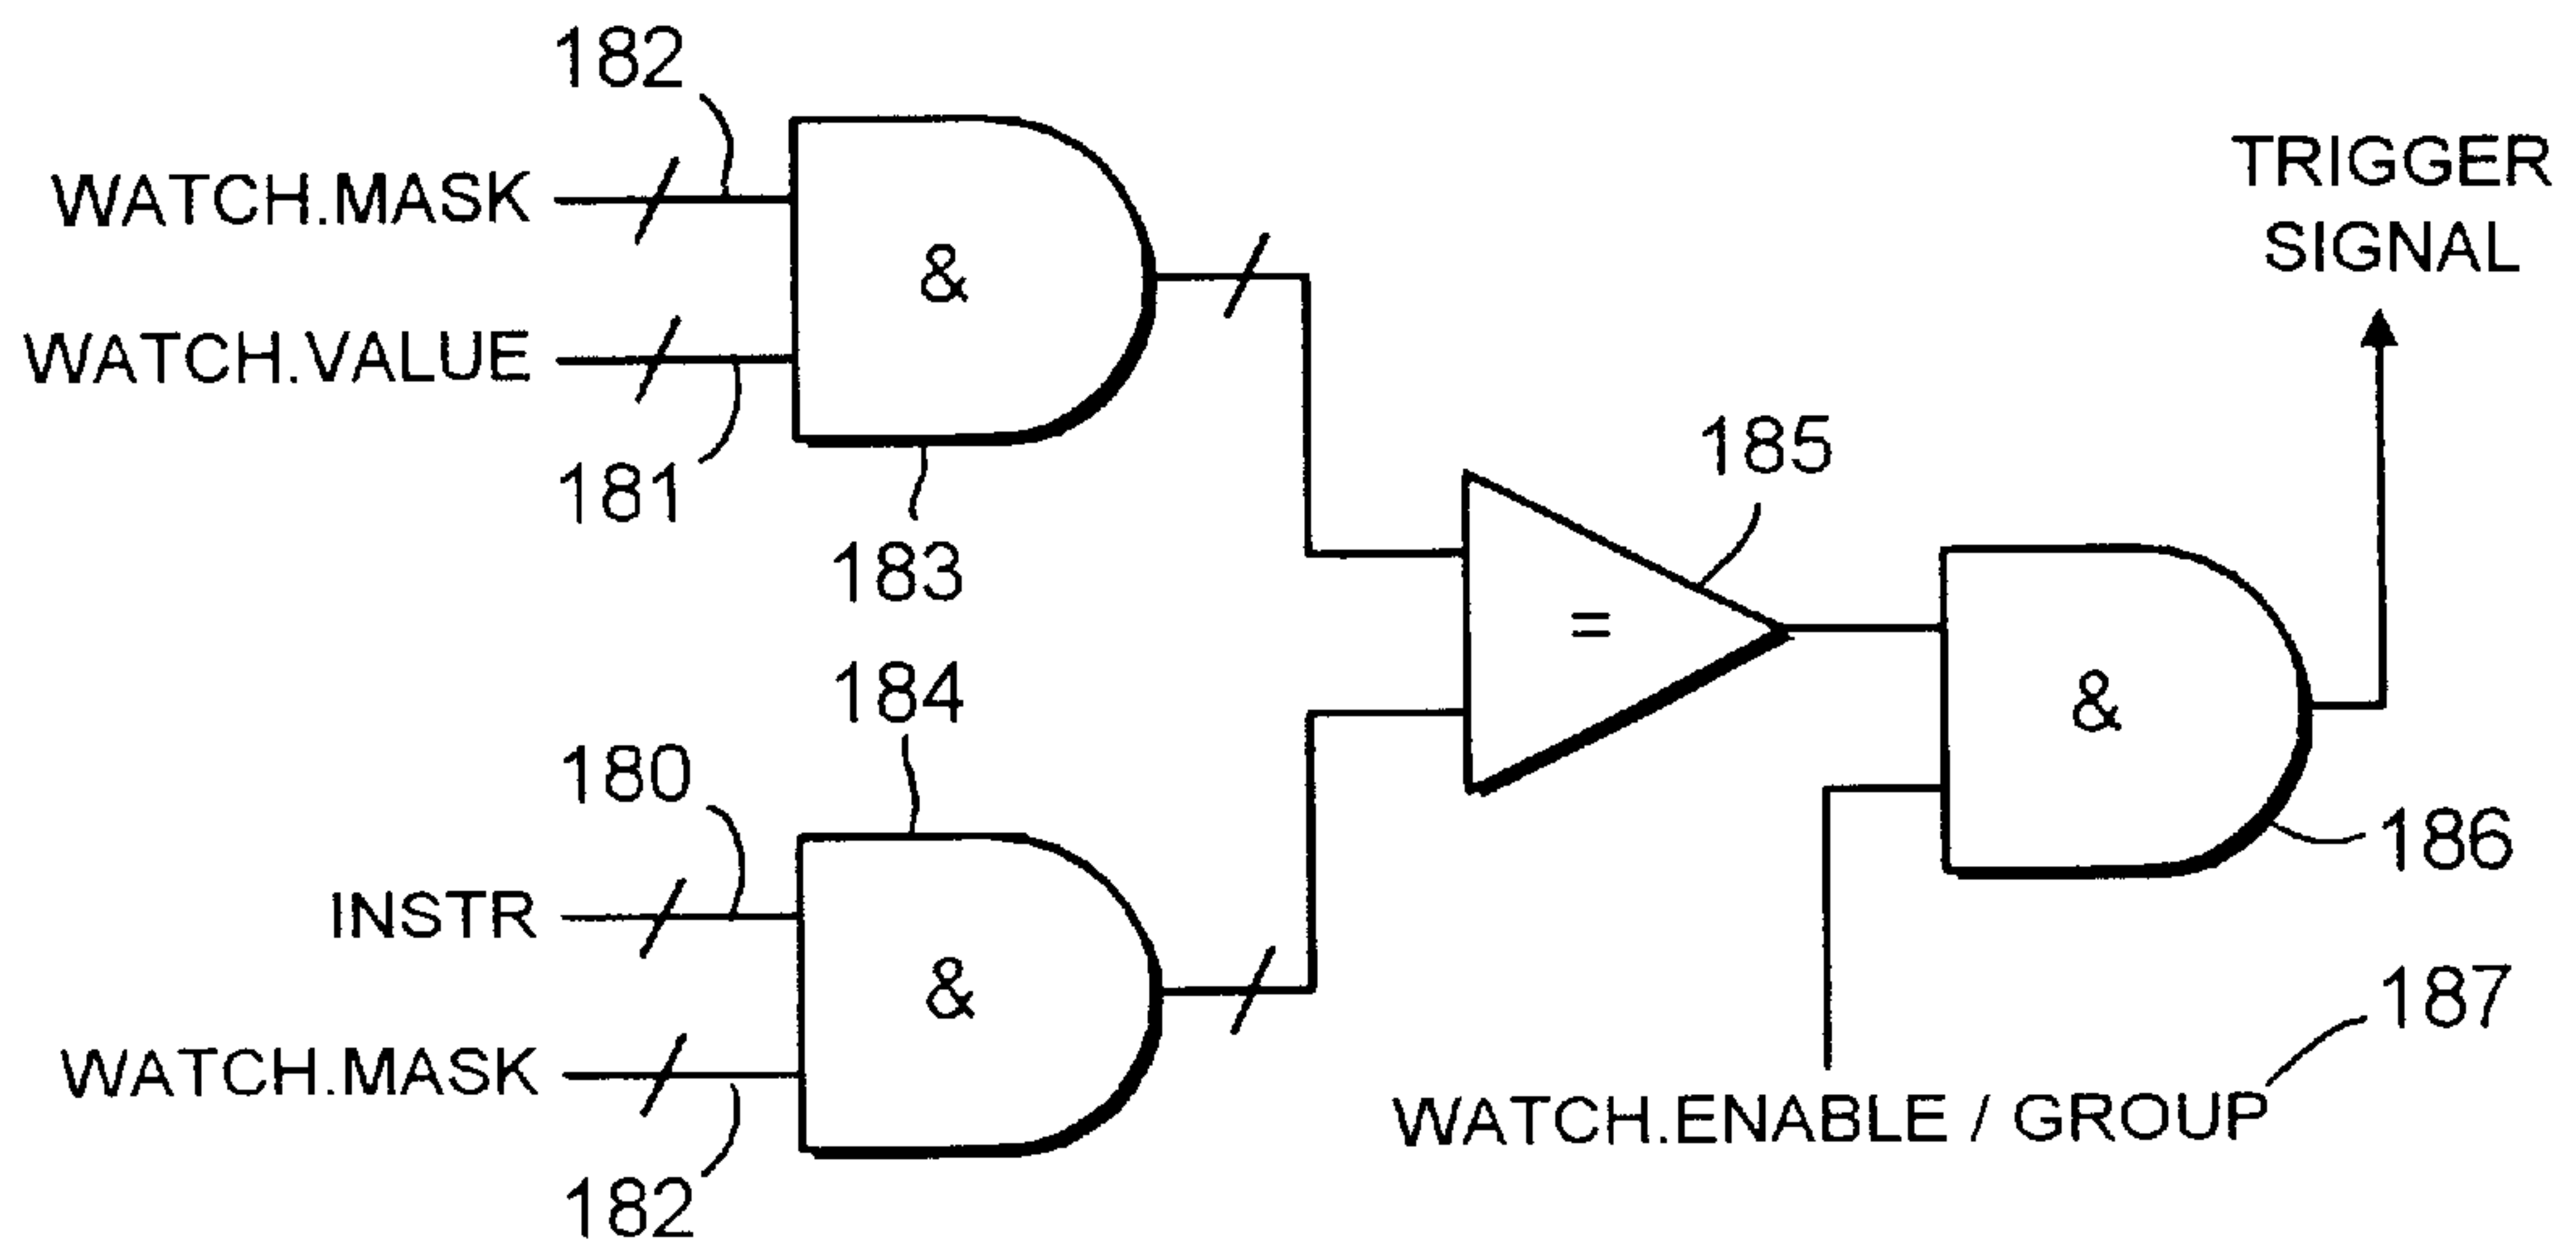 182
WATCH.MASK
TRIGGER
SIGNAL
&
WATCH.VALUE
181
183
185
=
184
180
&
186
INSTR
&
187
WATCH.MASK
WATCH.ENABLE / GROUP
182